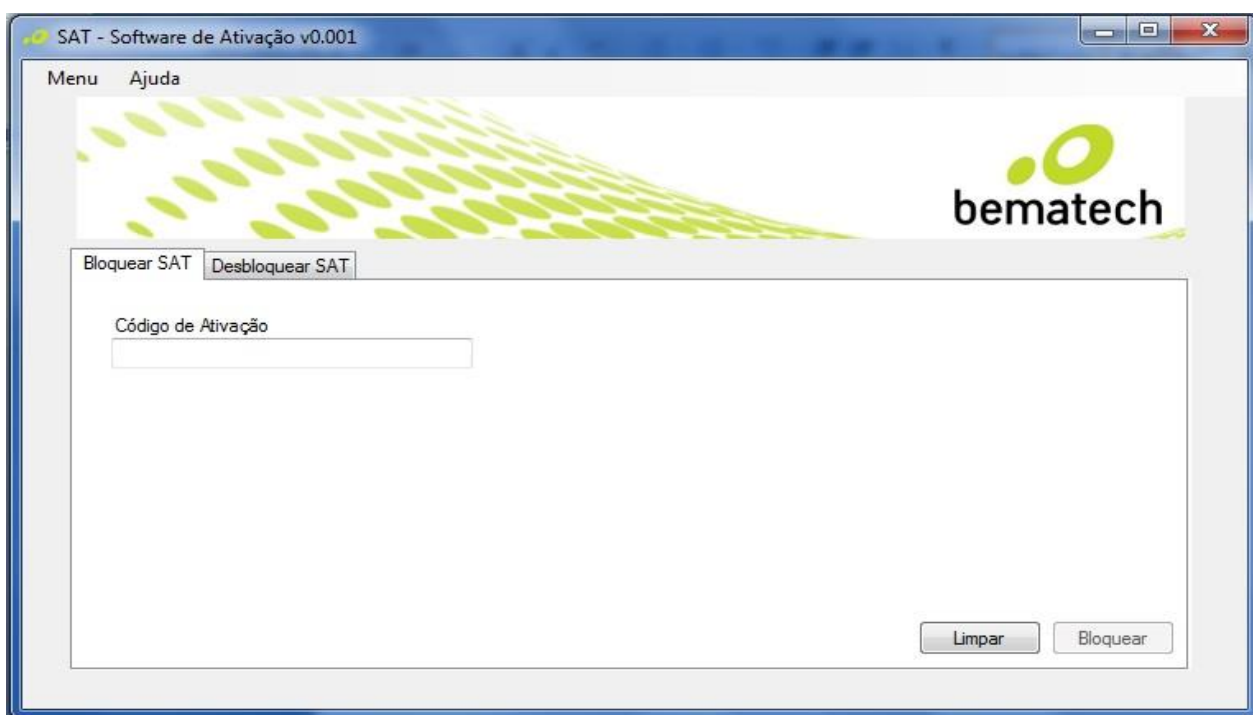 SAT - Software de Ativação v0.001
Menu Ajuda
bematech
Bloquear SAT Desbloquear SAT
Código de Ativação
Limpar Bloquear